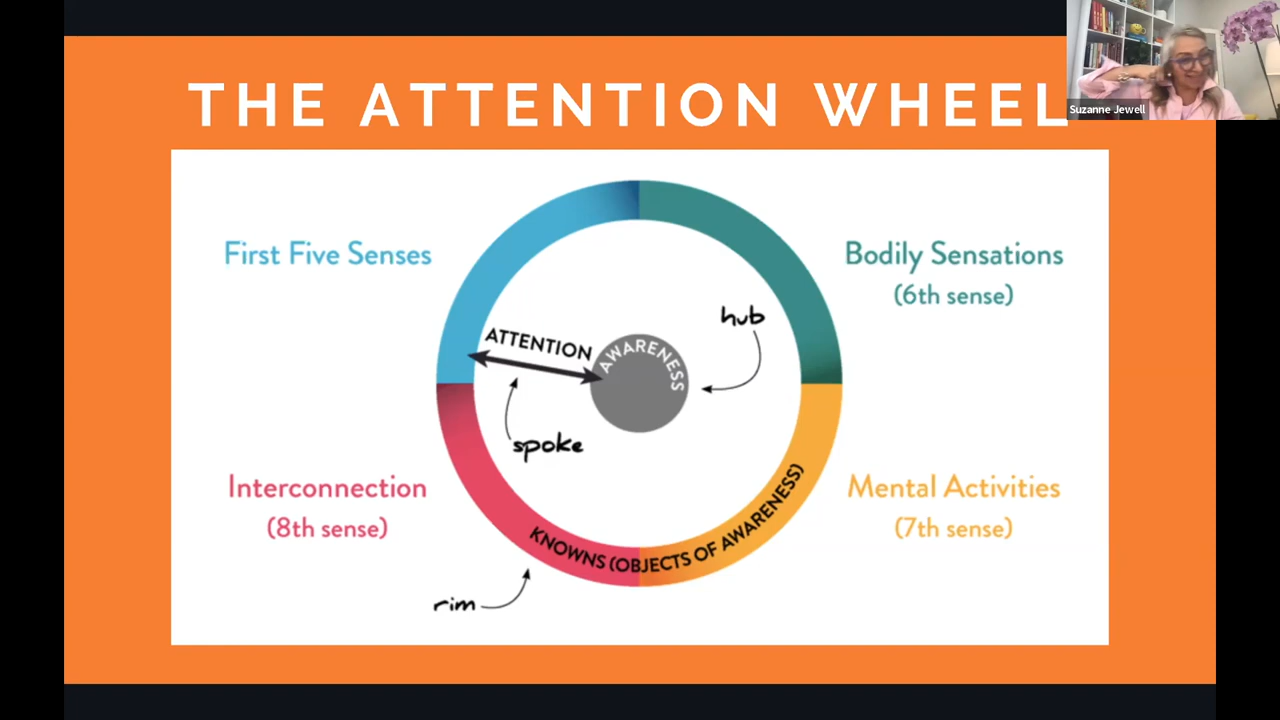 THE ATTENTION WHEEL
Suzanne Jewell
First Five Senses
Bodily Sensations
(6th sense)
hub
ATTENTION
AWARENESS
spoke
Interconnection
(8th sense)
Mental Activities
(7th sense)
KNOWNS (OBJECTS OF AWARENESS)
rim